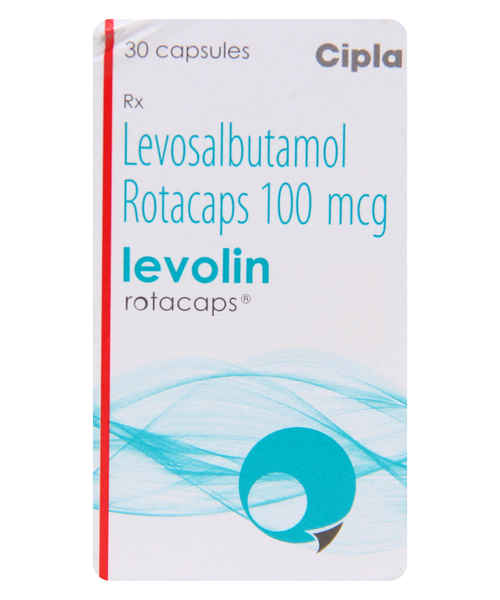 30 capsules
Cipla
Rx
Levosalbutamol
Rotacaps 100 mcg
levolin
rotacaps®